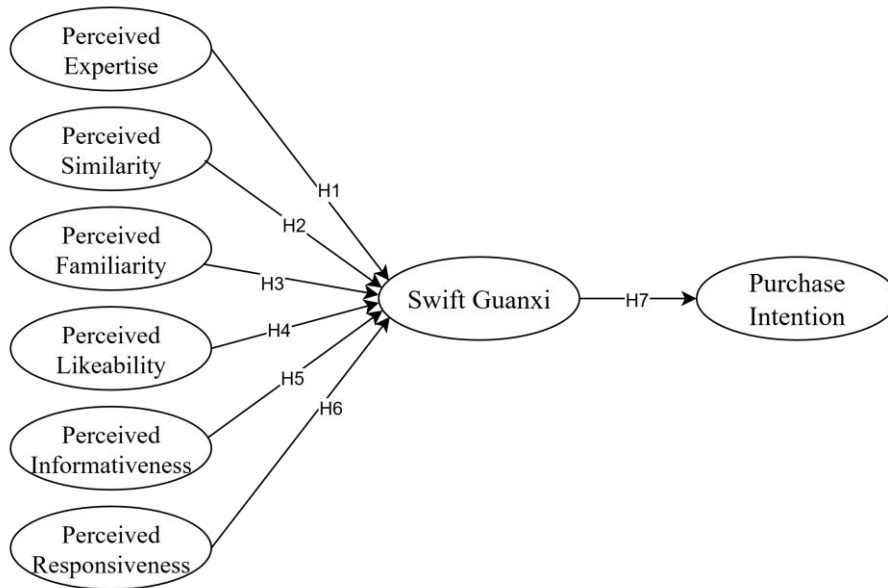 Perceived
Expertise
Perceived
Similarity
Perceived
Familiarity
Perceived
Likeability
Perceived
Informativeness
Perceived
Responsiveness
H1
H2
H3
H4
H5
H6
Swift Guanxi
H7
Purchase
Intention